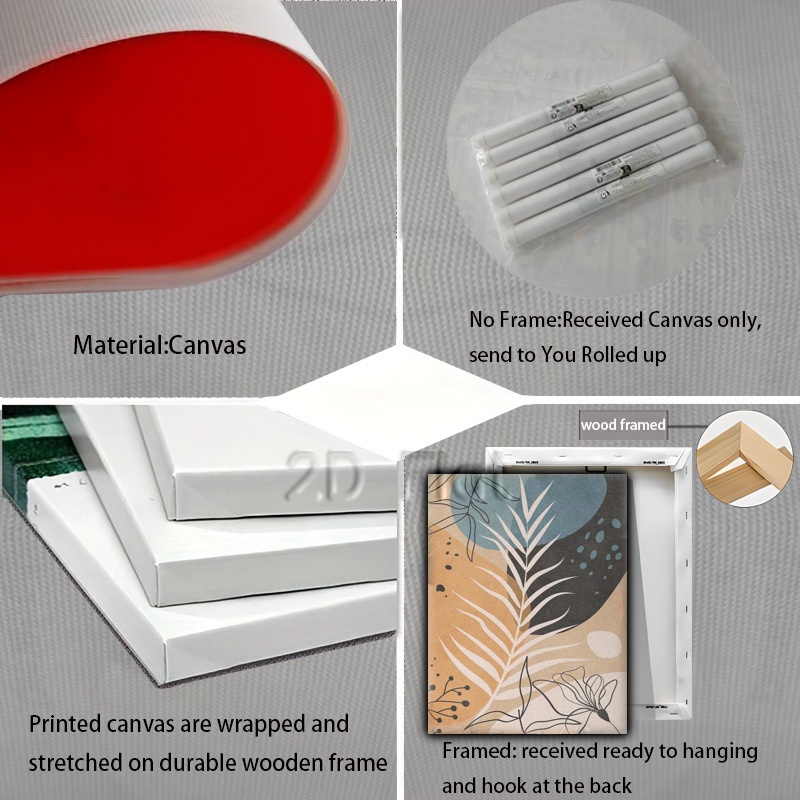 Material:Canvas
No Frame:Received Canvas only,
send to You Rolled up
2D
Printed canvas are wrapped and
stretched on durable wooden frame
wood framed
Framed: received ready to hanging
and hook at the back